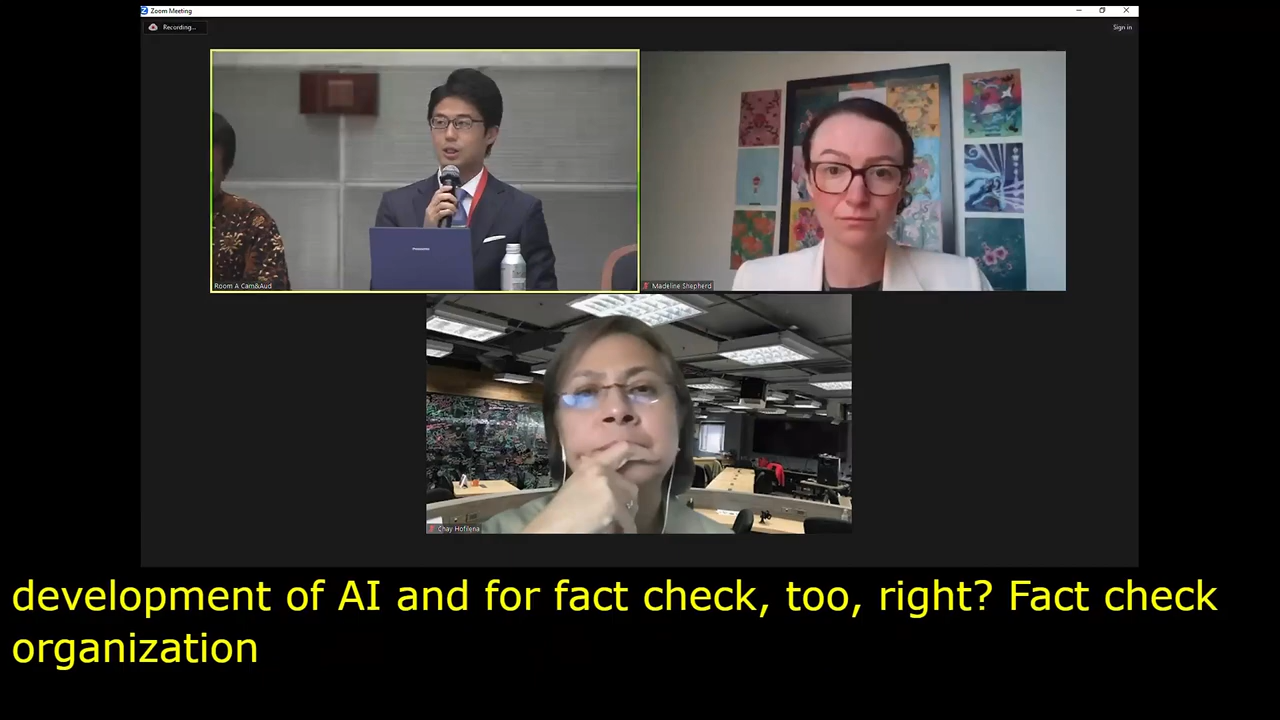 Zoom Meeting
Recording...
Sign in
Room A Cam&Aud
Madeline Shepherd
Chay Hofilena
development of AI and for fact check, too, right? Fact check
organization